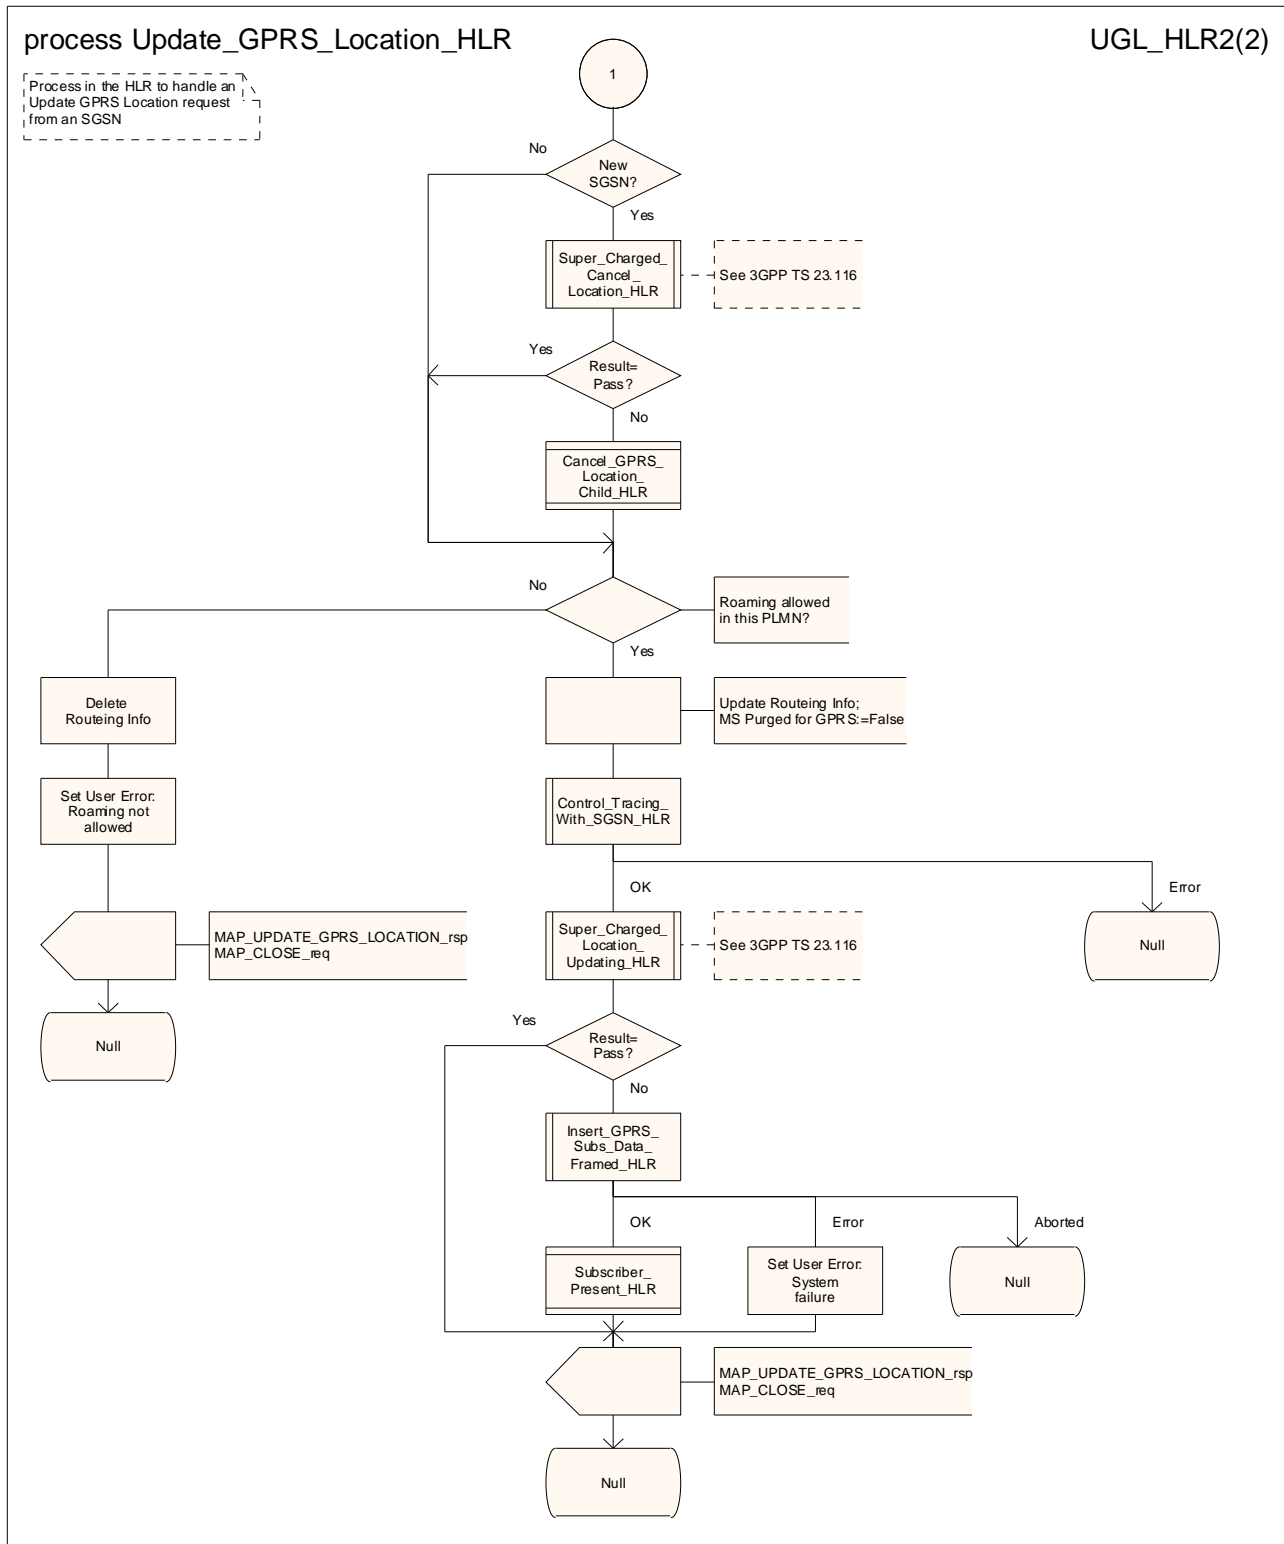 process Update_GPRS_Location_HLR
UGL_HLR2(2)
Process in the HLR to handle an
Update GPRS Location request
from an SGSN
1
No
New
SGSN?
Yes
Super_Charged_
Cancel_
Location_HLR
See 3GPP TS 23.116
Yes
Result=
Pass?
No
Cancel_GPRS_
Location_
Child_HLR
No
Roaming allowed
in this PLMN?
Yes
Delete
Routeing Info
Update Routeing Info;
MS Purged for GPRS:=False
Set User Error:
Roaming not
allowed
Control_Tracing_
With_SGSN_HLR
OK
Error
MAP_UPDATE_GPRS_LOCATION_rsp
MAP_CLOSE_req
Super_Charged_
Location_
Updating_HLR
See 3GPP TS 23.116
Null
Null
Yes
Result=
Pass?
No
Insert_GPRS_
Subs_Data_
Framed_HLR
OK
Error
Aborted
Subscriber_
Present_HLR
Set User Error:
System
failure
Null
MAP_UPDATE_GPRS_LOCATION_rsp
MAP_CLOSE_req
Null